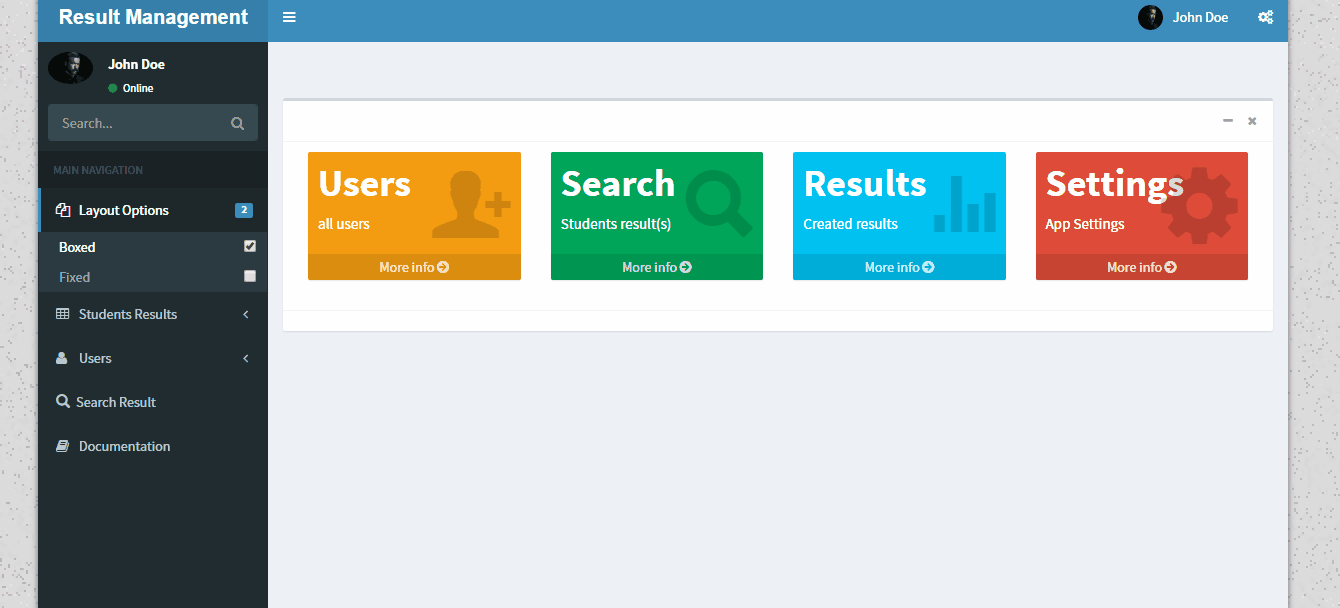 Result Management
John Doe
John Doe
Online
Search...
MAIN NAVIGATION
Layout Options 2
Boxed
Fixed
Students Results
Users
Search Result
Documentation
Users
all users
More info
Search
Students result(s)
More info
Results
Created results
More info
Settings
App Settings
More info